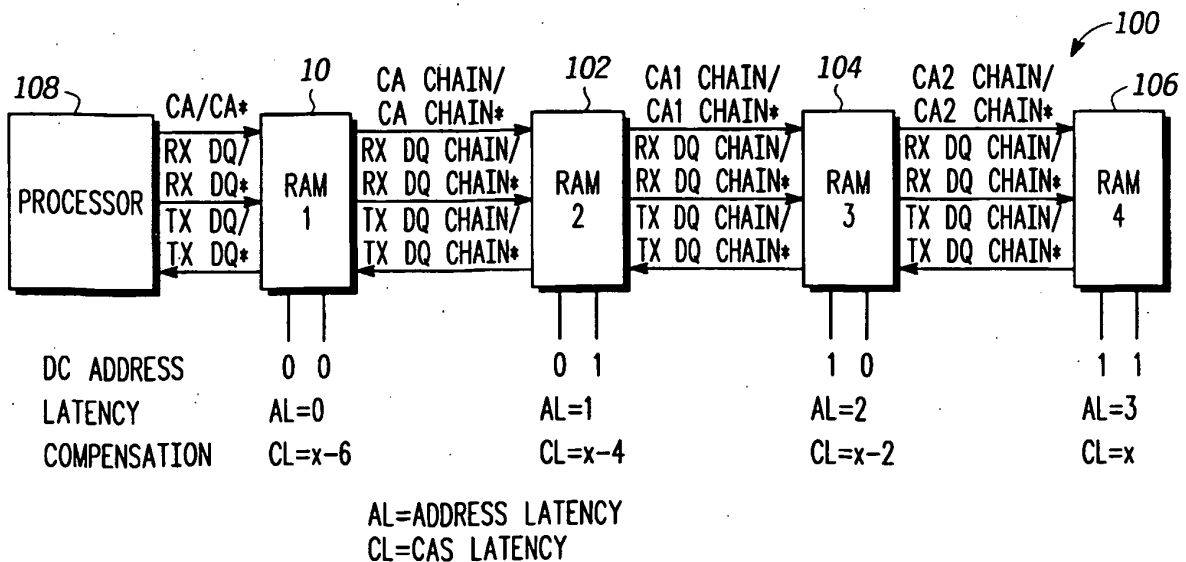 100
108
10
102
104
106
CA/CA*
RX DQ/
RX DQ*
TX DQ/
TX DQ*
CA CHAIN/
CA CHAIN*
RX DQ CHAIN/
RX DQ CHAIN*
TX DQ CHAIN/
TX DQ CHAIN*
CA1 CHAIN/
CA1 CHAIN*
RX DQ CHAIN/
RX DQ CHAIN*
TX DQ CHAIN/
TX DQ CHAIN*
CA2 CHAIN/
CA2 CHAIN*
RX DQ CHAIN/
RX DQ CHAIN*
TX DQ CHAIN/
TX DQ CHAIN*
PROCESSOR
RAM
1
RAM
2
RAM
3
RAM
4
DC ADDRESS 0 0 0 1 1 0 1 1
LATENCY AL=0 AL=1 AL=2 AL=3
COMPENSATION CL=x-6 CL=x-4 CL=x-2 CL=x
AL=ADDRESS LATENCY
CL=CAS LATENCY